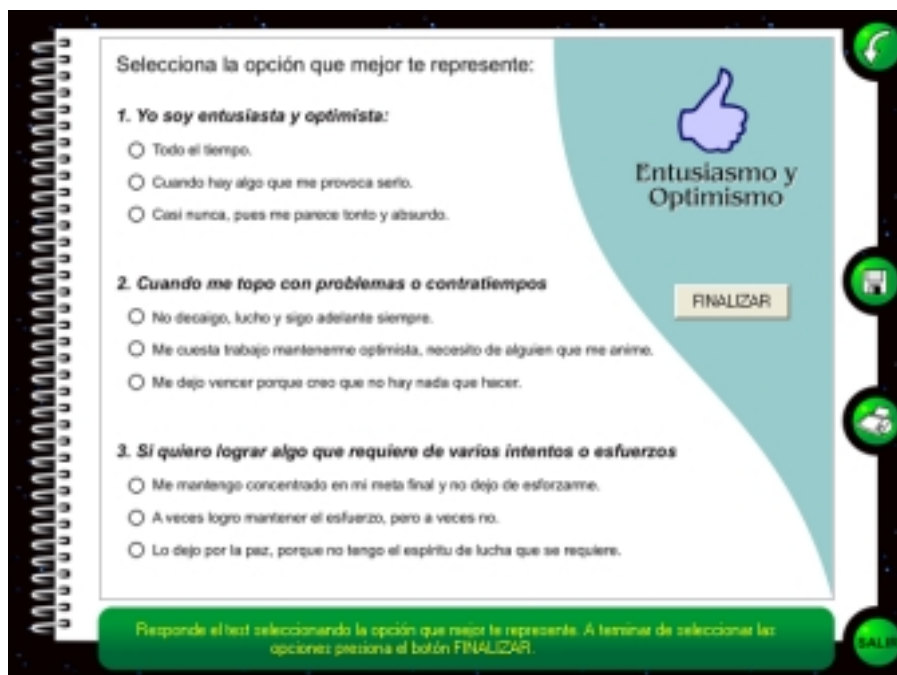 Selecciona la opción que mejor te represente:
1. Yo soy entusiasta y optimista:
Todo el tiempo.
Cuando hay algo que me provoca serlo.
Casi nunca, pues me parece tonto y absurdo.
Entusiasmo y
Optimismo
2. Cuando me topo con problemas o contratiempos
No decaigo, lucho y sigo adelante siempre.
Me cuesta trabajo mantenerme optimista, necesito de alguien que me anime.
Me dejo vencer porque creo que no hay nada que hacer.
FINALIZAR
3. Si quiero lograr algo que requiere de varios intentos o esfuerzos
Me mantengo concentrado en mi meta final y no dejo de esforzarme.
A veces logro mantener el esfuerzo, pero a veces no.
Lo dejo por la paz, porque no tengo el espíritu de lucha que se requiere.
Responde el test seleccionando la opción que mejor te represente. A terminar de seleccionar las
opciones presiona el botón FINALIZAR.
SALIR